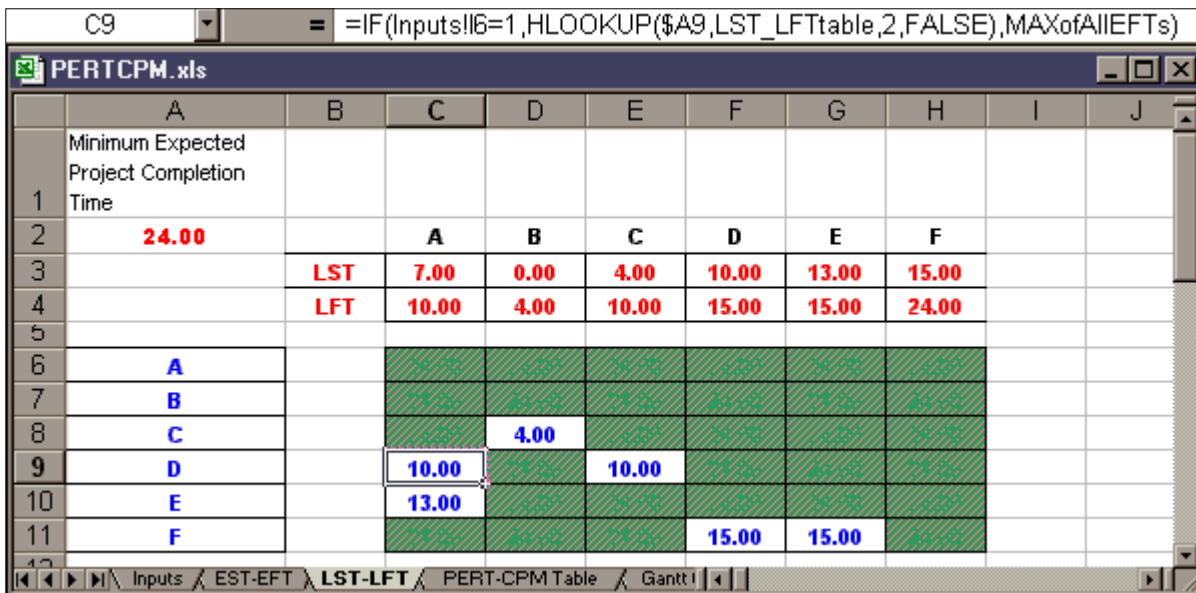 C9 = =IF(Inputs!I6=1,HLOOKUP($A9,LST_LFTtable,2,FALSE),MAXofAllEFTs)
PERTCPM.xls
A B C D E F G H I J
1 Minimum Expected
Project Completion
Time
2 24.00 A B C D E F
3 LST 7.00 0.00 4.00 10.00 13.00 15.00
4 LFT 10.00 4.00 10.00 15.00 15.00 24.00
5
6 A
7 B
8 C 4.00
9 D 10.00 10.00
10 E 13.00
11 F 15.00 15.00
Inputs EST-EFT LST-LFT PERT-CPM Table Gantt